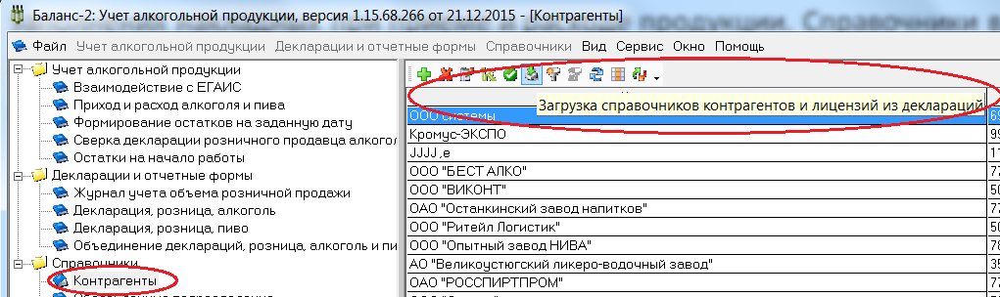 Баланс-2: Учет алкогольной продукции, версия 1.15.68.266 от 21.12.2015 - [Контрагенты]
Файл Учет алкогольной продукции Декларации и отчетные формы Справочники Вид Сервис Окно Помощь
Учет алкогольной продукции
Взаимодействие с ЕГАИС
Приход и расход алкоголя и пива
Формирование остатков на заданную дату
Сверка декларации розничного продавца алкогол
Остатки на начало работы
Декларации и отчетные формы
Журнал учета объема розничной продажи
Декларация, розница, алкоголь
Декларация, розница, пиво
Объединение деклараций, розница, алкоголь и пи
Справочники
Контрагенты
Загрузка справочников контрагентов и лицензий из деклараций
ООО системы 69
Кромус-ЭКСПО 99
JJJJ ,е 11
ООО "БЕСТ АЛКО" 77
ООО "ВИКОНТ" 50
ОАО "Останкинский завод напитков" 77
ООО "Ритейл Логистик" 50
ООО "Опытный завод НИВА" 78
АО "Великоустюгский ликеро-водочный завод" 35
ОАО "РОССПИРТПРОМ" 77